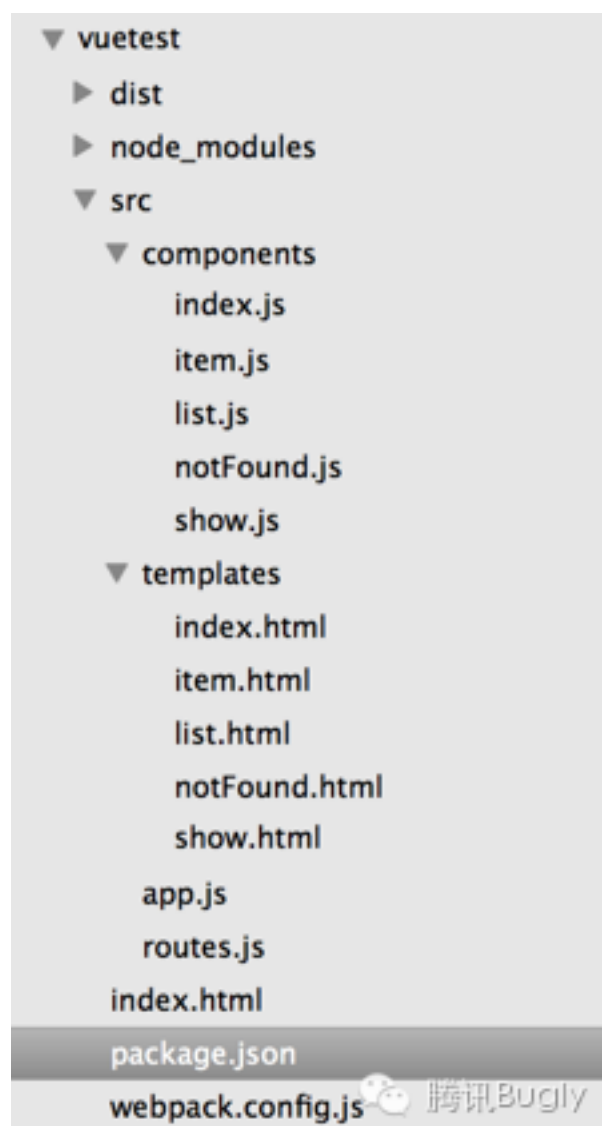 vuetest
dist
node_modules
src
components
index.js
item.js
list.js
notFound.js
show.js
templates
index.html
item.html
list.html
notFound.html
show.html
app.js
routes.js
index.html
package.json
webpack.config.js
腾讯Bugly